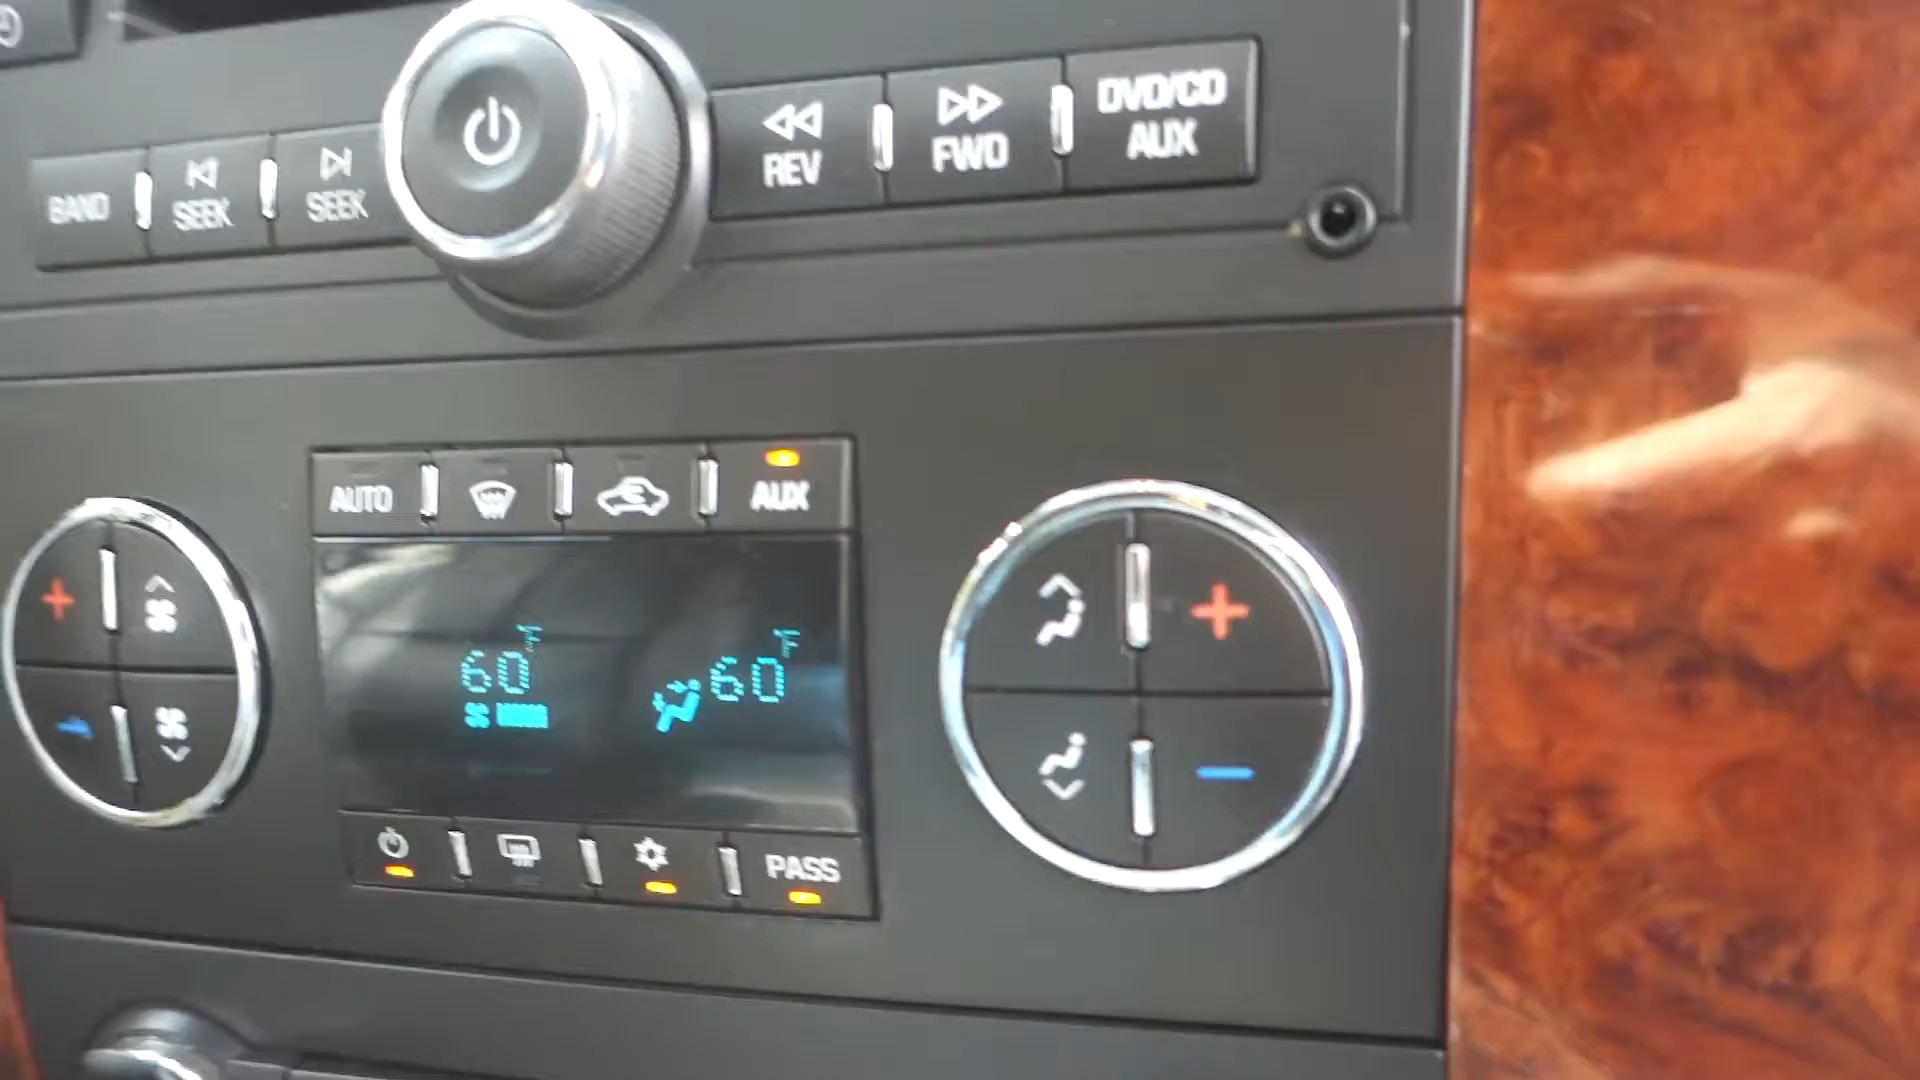 BAND
SEEK
SEEK
REV
FWD
DVD/CD
AUX
AUTO
AUX
60°F
60°F
PASS